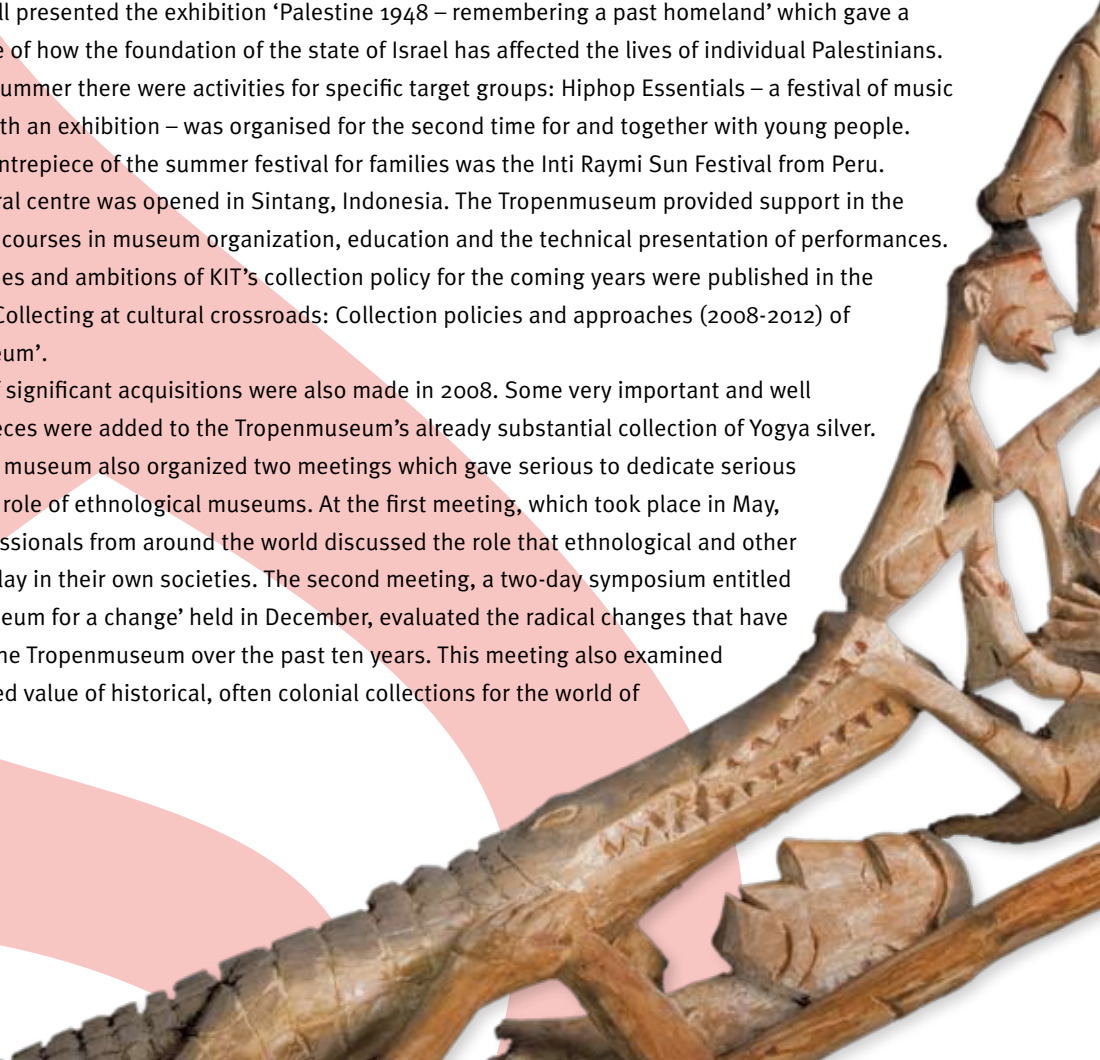 ll presented the exhibition ‘Palestine 1948 – remembering a past homeland’ which gave a
e of how the foundation of the state of Israel has affected the lives of individual Palestinians.
ummer there were activities for specific target groups: Hiphop Essentials – a festival of music
th an exhibition – was organised for the second time for and together with young people.
ntrepiece of the summer festival for families was the Inti Raymi Sun Festival from Peru.
ral centre was opened in Sintang, Indonesia. The Tropenmuseum provided support in the
courses in museum organization, education and the technical presentation of performances.
es and ambitions of KIT’s collection policy for the coming years were published in the
Collecting at cultural crossroads: Collection policies and approaches (2008-2012) of
eum’.
f significant acquisitions were also made in 2008. Some very important and well
eces were added to the Tropenmuseum’s already substantial collection of Yogya silver.
museum also organized two meetings which gave serious to dedicate serious
role of ethnological museums. At the first meeting, which took place in May,
ssionals from around the world discussed the role that ethnological and other
lay in their own societies. The second meeting, a two-day symposium entitled
eum for a change’ held in December, evaluated the radical changes that have
he Tropenmuseum over the past ten years. This meeting also examined
ed value of historical, often colonial collections for the world of